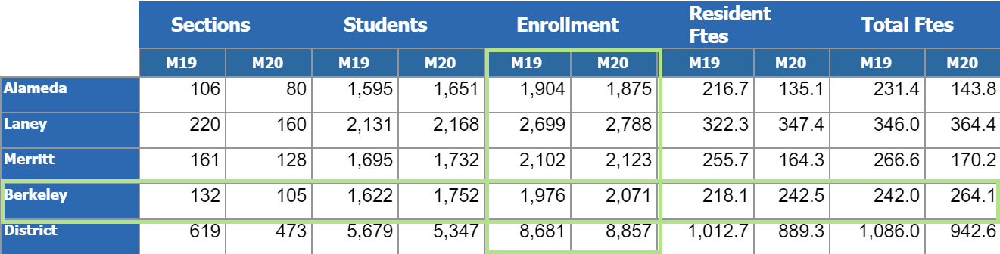 Sections Students Enrollment Resident Ftes Total Ftes
M19 M20 M19 M20 M19 M20 M19 M20 M19 M20
Alameda 106 80 1,595 1,651 1,904 1,875 216.7 135.1 231.4 143.8
Laney 220 160 2,131 2,168 2,699 2,788 322.3 347.4 346.0 364.4
Merritt 161 128 1,695 1,732 2,102 2,123 255.7 164.3 266.6 170.2
Berkeley 132 105 1,622 1,752 1,976 2,071 218.1 242.5 242.0 264.1
District 619 473 5,679 5,347 8,681 8,857 1,012.7 889.3 1,086.0 942.6